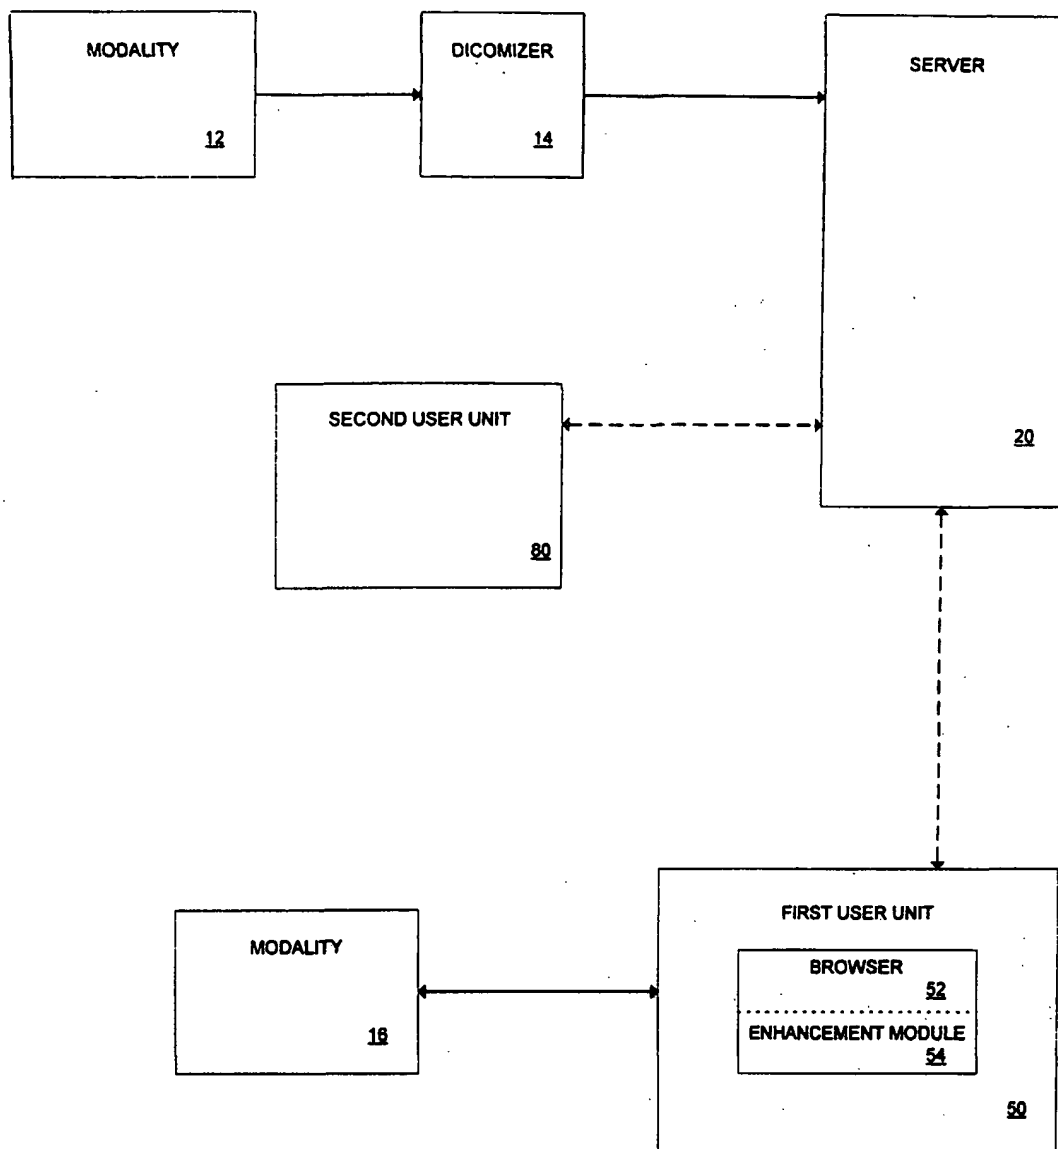 MODALITY
12
DICOMIZER
14
SERVER
20
SECOND USER UNIT
80
MODALITY
16
FIRST USER UNIT
BROWSER
52
ENHANCEMENT MODULE
54
50